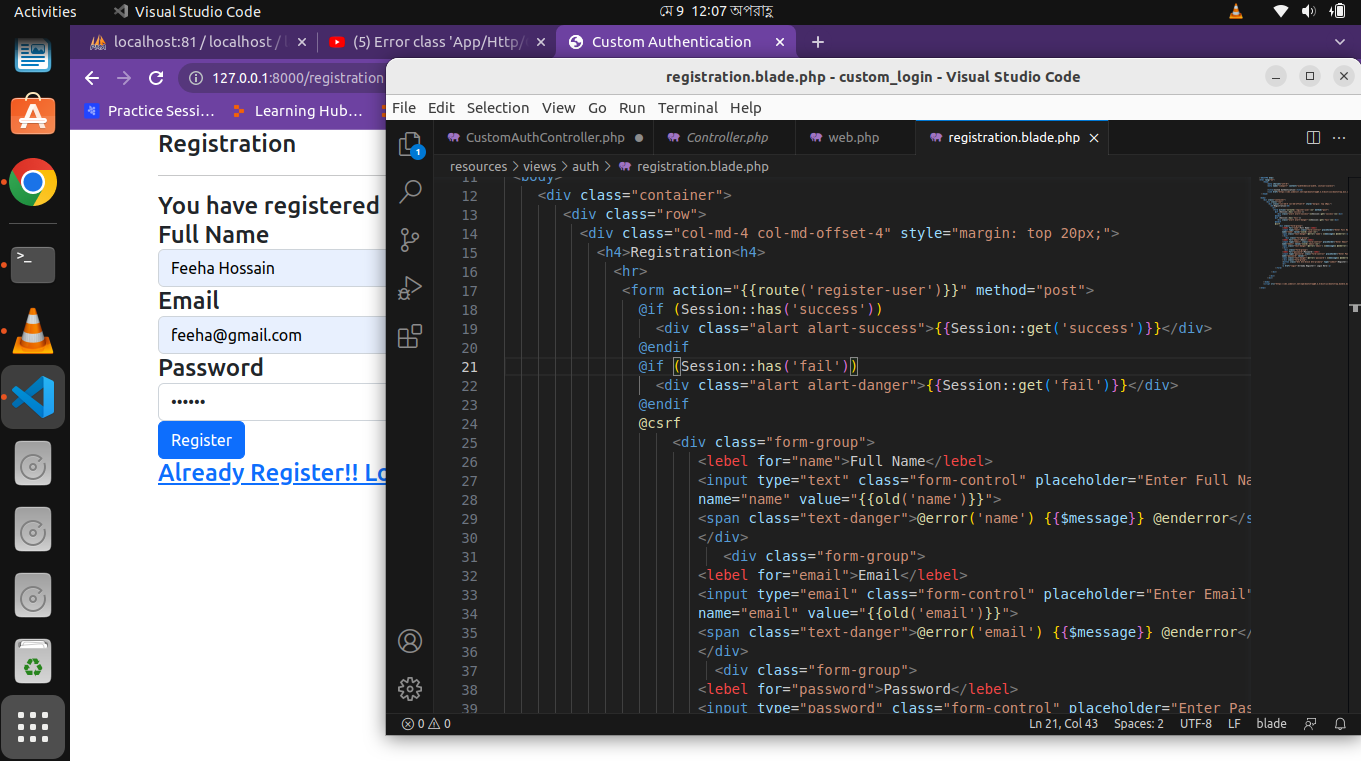 Activities
Visual Studio Code
মে 9 12:07 অপরাহ্ণ
localhost:81 / localhost / l
(5) Error class 'App/Http/
Custom Authentication
127.0.0.1:8000/registration
Practice Sessi...
Learning Hub...
Registration
You have registered
Full Name
Feeha Hossain
Email
feeha@gmail.com
Password
••••••
Register
Already Register!! Lo
registration.blade.php - custom_login - Visual Studio Code
File Edit Selection View Go Run Terminal Help
CustomAuthController.php
Controller.php
web.php
registration.blade.php
resources > views > auth > registration.blade.php
1
11 <body>
12 <div class="container">
13 <div class="row">
14 <div class="col-md-4 col-md-offset-4" style="margin: top 20px;">
15 <h4>Registration<h4>
16 <hr>
17 <form action="{{route('register-user')}}" method="post">
18 @if (Session::has('success'))
19 <div class="alart alart-success">{{Session::get('success')}}</div>
20 @endif
21 @if (Session::has('fail'))
22 <div class="alart alart-danger">{{Session::get('fail')}}</div>
23 @endif
24 @csrf
25 <div class="form-group">
26 <lebel for="name">Full Name</lebel>
27 <input type="text" class="form-control" placeholder="Enter Full Na
28 name="name" value="{{old('name')}}">
29 <span class="text-danger">@error('name') {{$message}} @enderror</s
30 </div>
31 <div class="form-group">
32 <lebel for="email">Email</lebel>
33 <input type="email" class="form-control" placeholder="Enter Email"
34 name="email" value="{{old('email')}}">
35 <span class="text-danger">@error('email') {{$message}} @enderror</
36 </div>
37 <div class="form-group">
38 <lebel for="password">Password</lebel>
39 <input type="password" class="form-control" placeholder="Enter Pas
0 0
Ln 21, Col 43 Spaces: 2 UTF-8 LF blade